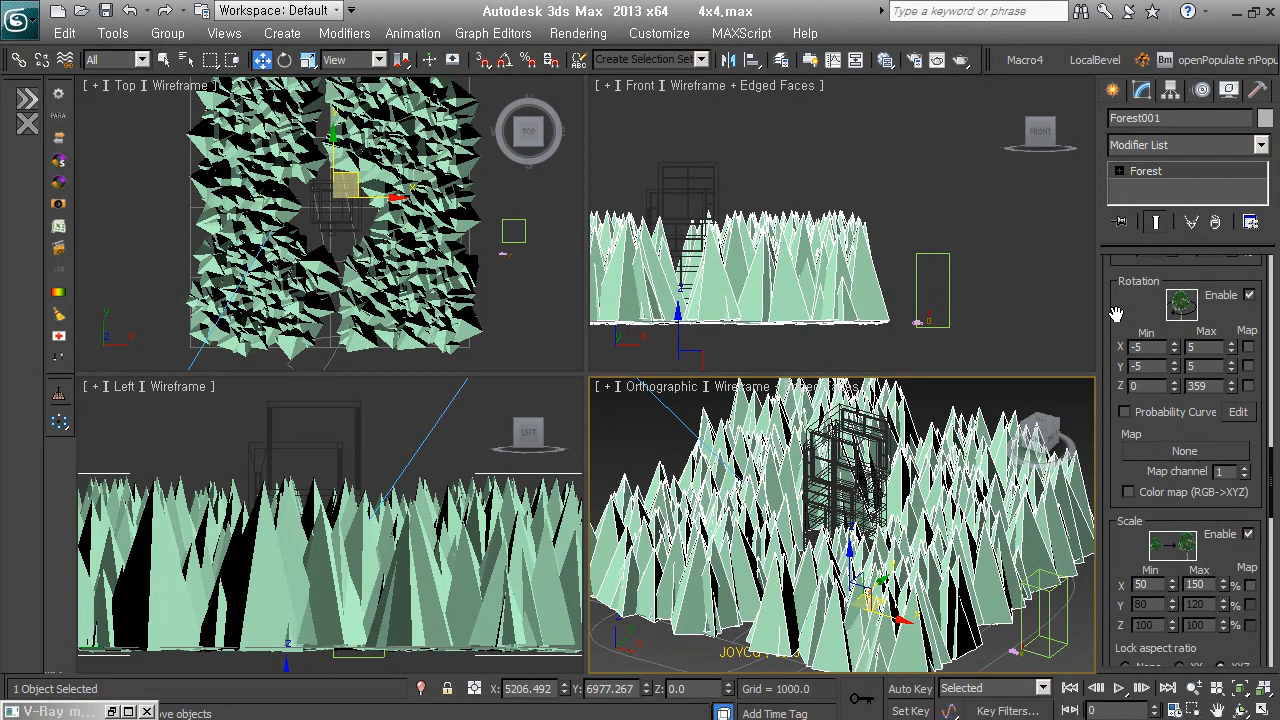 Workspace: Default
Autodesk 3ds Max 2013 x64 4x4.max
Type a keyword or phrase
Edit Tools Group Views Create Modifiers Animation Graph Editors Rendering Customize MAXScript Help
All View Create Selection Set Macro4 LocalBevel openPopulate
[ + ] Top ] Wireframe ]
[ + ] Front ] Wireframe + Edged Faces ]
TOP
FRONT
PARA
[ + ] Left ] Wireframe ]
[ + ] Orthographic ] Wireframe +
LEFT
JOYCG
Forest001
Modifier List
Forest
Rotation
Enable
Min Max Map
X -5 5
Y -5 5
Z 0 359
Probability Curve Edit
Map
None
Map channel 1
Color map (RGB->XYZ)
Scale
Enable
Min Max Map
X 50 150 %
Y 80 120 %
Z 100 100 %
Lock aspect ratio
1 Object Selected X: 5206.492 Y: 6977.267 Z: 0.0 Grid = 1000.0 Auto Key Selected
V-Ray m... ove objects Add Time Tag Set Key Key Filters... 0